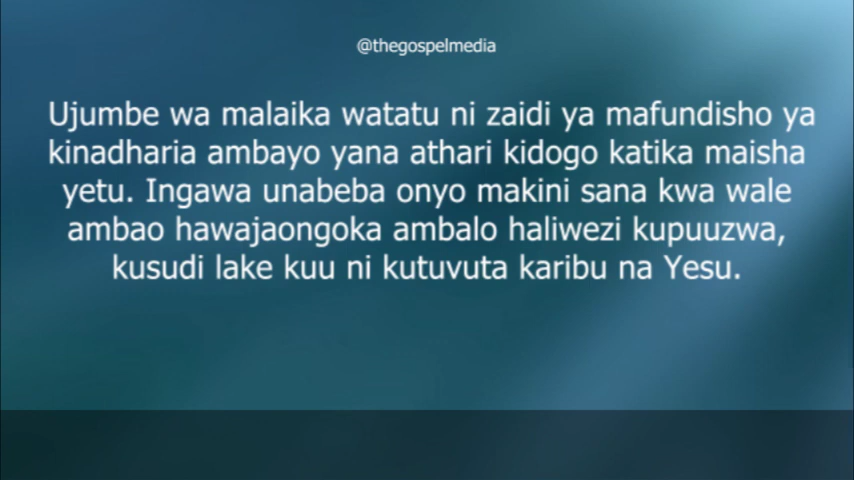 @thegospelmedia
Ujumbe wa malaika watatu ni zaidi ya mafundisho ya
kinadharia ambayo yana athari kidogo katika maisha
yetu. Ingawa unabeba onyo makini sana kwa wale
ambao hawajaongoka ambalo haliwezi kupuuzwa,
kusudi lake kuu ni kutuvuta karibu na Yesu.